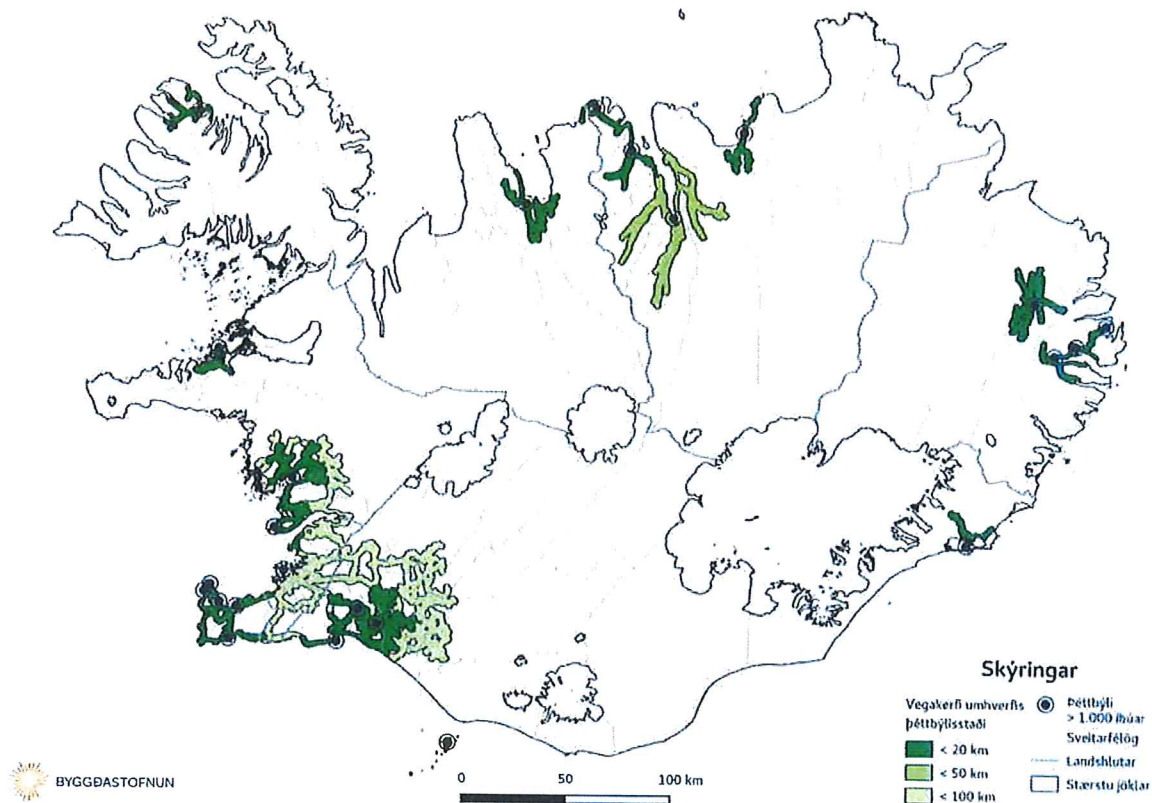 Skýringar
Vegakerfi umhverfis
þéttbýlisstaði
< 20 km
< 50 km
< 100 km
Þéttbýli
> 1.000 íbúar
Sveitarfélög
Landshlutar
Stærstu jöklar
0 50 100 km
BYGGÐASTOFNUN